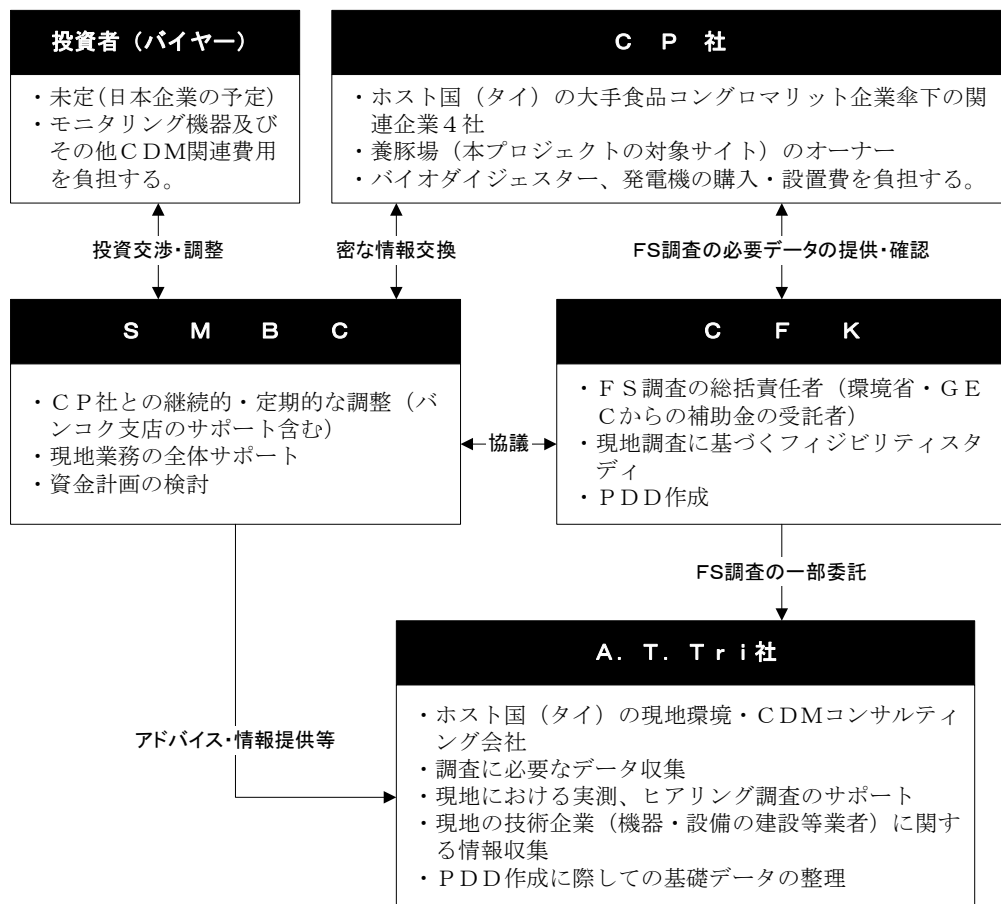 投資者（バイヤー）
・未定(日本企業の予定)
・モニタリング機器及び
その他ＣＤＭ関連費用
を負担する。
Ｃ Ｐ 社
・ホスト国（タイ）の大手食品コングロマリット企業傘下の関
連企業４社
・養豚場（本プロジェクトの対象サイト）のオーナー
・バイオダイジェスター、発電機の購入・設置費を負担する。
投資交渉・調整
密な情報交換
FS調査の必要データの提供・確認
Ｓ Ｍ Ｂ Ｃ
・ＣＰ社との継続的・定期的な調整（バ
ンコク支店のサポート含む）
・現地業務の全体サポート
・資金計画の検討
協議
Ｃ Ｆ Ｋ
・ＦＳ調査の総括責任者（環境省・ＧＥ
Ｃからの補助金の受託者）
・現地調査に基づくフィジビリティスタ
ディ
・ＰＤＤ作成
FS調査の一部委託
アドバイス・情報提供等
Ａ．Ｔ．Ｔｒｉ社
・ホスト国（タイ）の現地環境・ＣＤＭコンサルティ
ング会社
・調査に必要なデータ収集
・現地における実測、ヒアリング調査のサポート
・現地の技術企業（機器・設備の建設等業者）に関す
る情報収集
・ＰＤＤ作成に際しての基礎データの整理